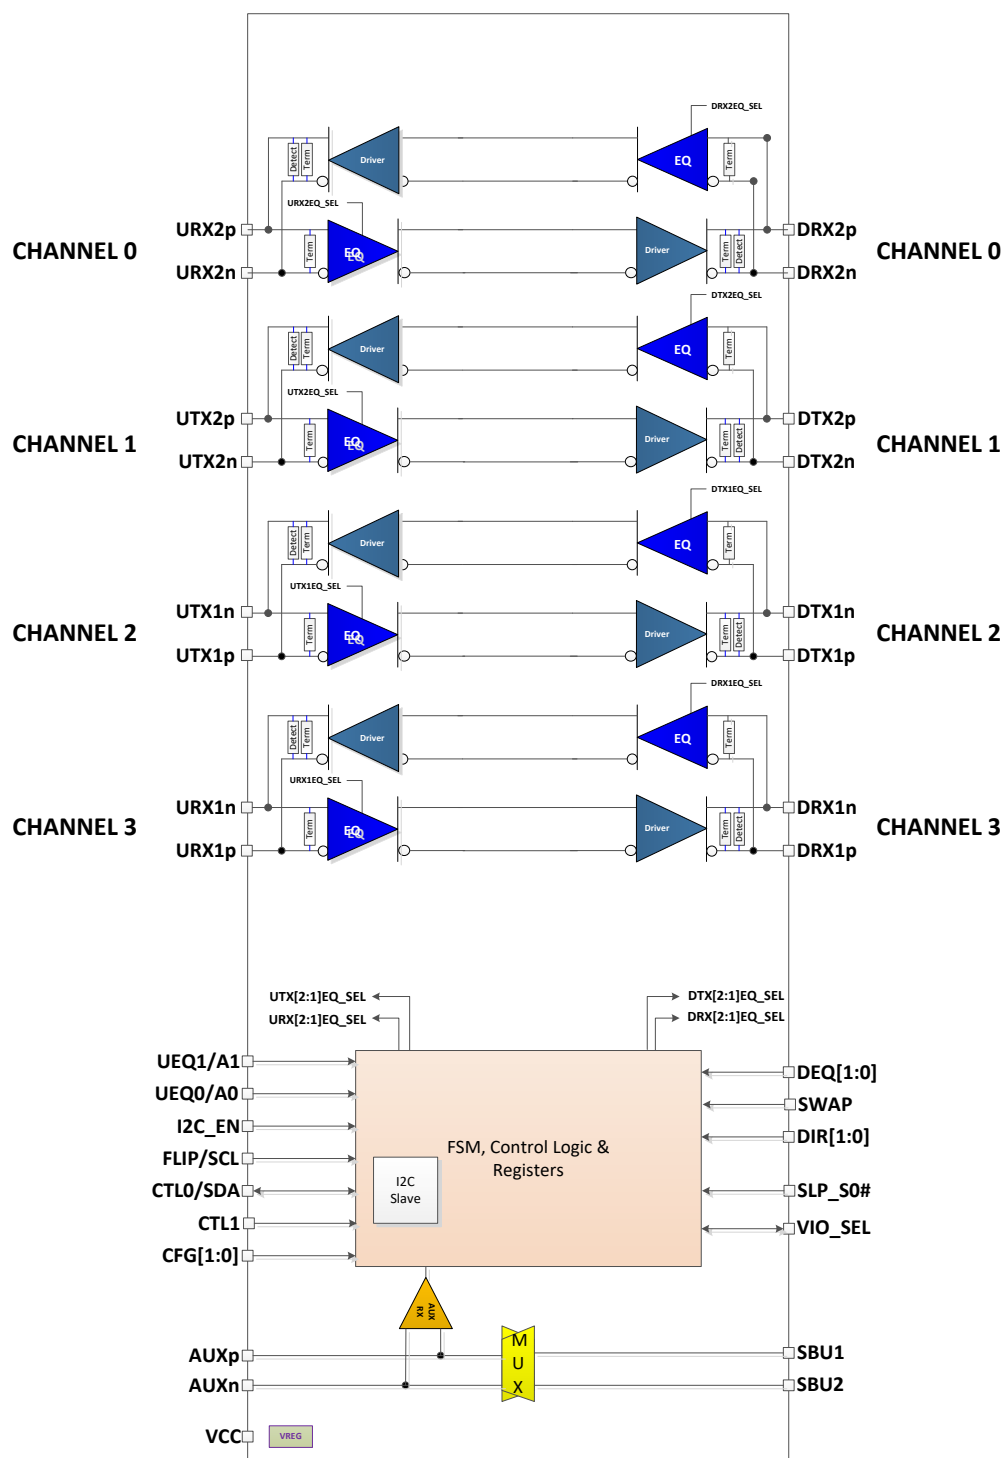 DRX2EQ_SEL
Detect
Term
Driver
EQ
Term
URX2EQ_SEL
URX2p
DRX2p
CHANNEL 0
Term
EQ
EQ
Driver
Term
Detect
CHANNEL 0
URX2n
DRX2n
DTX2EQ_SEL
Detect
Term
Driver
EQ
Term
UTX2EQ_SEL
UTX2p
DTX2p
CHANNEL 1
Term
EQ
EQ
Driver
Term
Detect
CHANNEL 1
UTX2n
DTX2n
DTX1EQ_SEL
Detect
Term
Driver
EQ
Term
UTX1EQ_SEL
UTX1n
DTX1n
CHANNEL 2
Term
EQ
EQ
Driver
Term
Detect
CHANNEL 2
UTX1p
DTX1p
DRX1EQ_SEL
Detect
Term
Driver
EQ
Term
URX1EQ_SEL
URX1n
DRX1n
CHANNEL 3
Term
EQ
EQ
Driver
Term
Detect
CHANNEL 3
URX1p
DRX1p
UTX[2:1]EQ_SEL
DTX[2:1]EQ_SEL
URX[2:1]EQ_SEL
DRX[2:1]EQ_SEL
UEQ1/A1
DEQ[1:0]
UEQ0/A0
SWAP
I2C_EN
DIR[1:0]
FSM, Control Logic &
Registers
FLIP/SCL
I2C
Slave
CTL0/SDA
SLP_S0#
CTL1
VIO_SEL
CFG[1:0]
AUX
RX
MUX
AUXp
SBU1
AUXn
SBU2
VCC
VREG